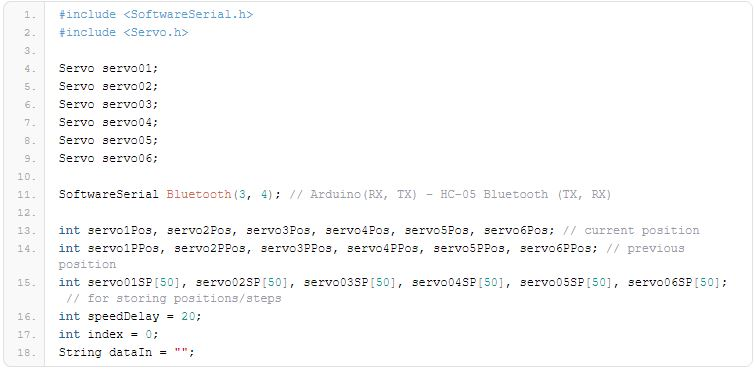 1. #include <SoftwareSerial.h>
2. #include <Servo.h>
3.
4. Servo servo01;
5. Servo servo02;
6. Servo servo03;
7. Servo servo04;
8. Servo servo05;
9. Servo servo06;
10.
11. SoftwareSerial Bluetooth(3, 4); // Arduino(RX, TX) - HC-05 Bluetooth (TX, RX)
12.
13. int servo1Pos, servo2Pos, servo3Pos, servo4Pos, servo5Pos, servo6Pos; // current position
14. int servo1PPos, servo2PPos, servo3PPos, servo4PPos, servo5PPos, servo6PPos; // previous
position
15. int servo01SP[50], servo02SP[50], servo03SP[50], servo04SP[50], servo05SP[50], servo06SP[50];
// for storing positions/steps
16. int speedDelay = 20;
17. int index = 0;
18. String dataIn = "";